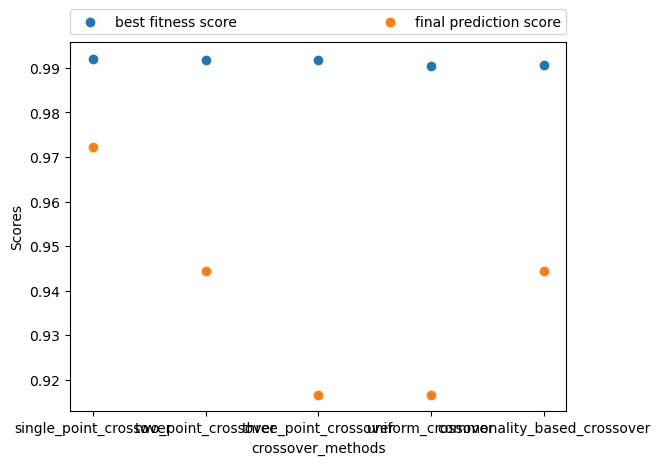 best fitness score final prediction score
0.99
0.98
0.97
0.96
0.95
0.94
0.93
0.92
Scores
single_point_crossover two_point_crossover three_point_crossover uniform_crossover commonality_based_crossover
crossover_methods